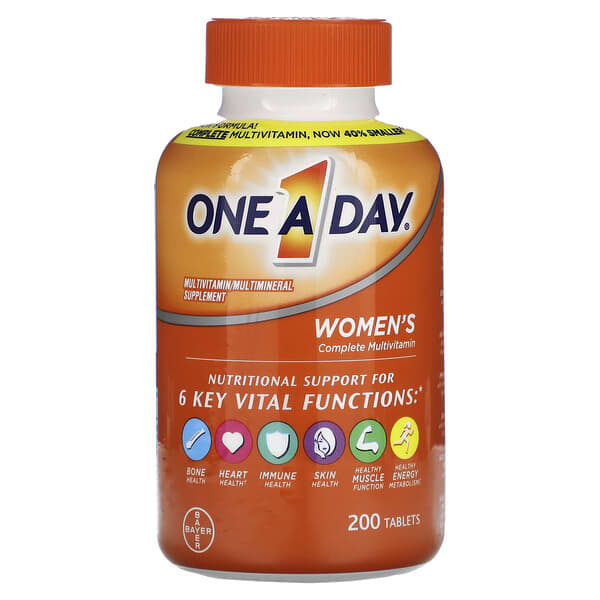 FORMULA!
COMPLETE MULTIVITAMIN, NOW 40% SMALLER
ONE A DAY®
1
MULTIVITAMIN/MULTIMINERAL
SUPPLEMENT
WOMEN'S
Complete Multivitamin
NUTRITIONAL SUPPORT FOR
6 KEY VITAL FUNCTIONS:*
BONE
HEALTH
HEART
HEALTH†
IMMUNE
HEALTH
SKIN
HEALTH
HEALTHY
MUSCLE
FUNCTION
HEALTHY
ENERGY
METABOLISM
BAYER
BAYER
200 TABLETS